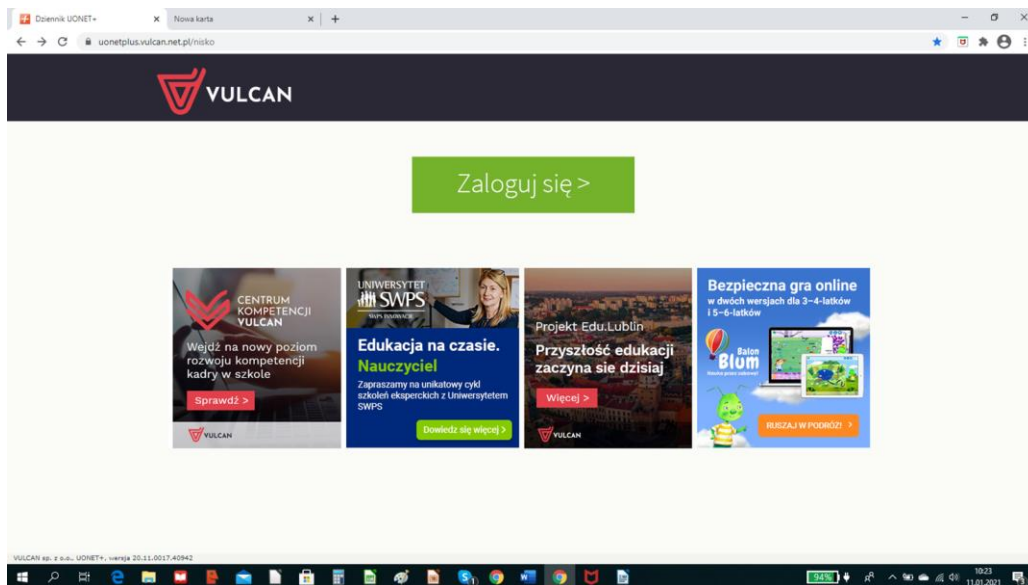 Dziennik UONET+
Nowa karta
uonetplus.vulcan.net.pl/nisko
VULCAN
Zaloguj się >
CENTRUM
KOMPETENCJI
VULCAN
Wejdź na nowy poziom
rozwoju kompetencji
kadry w szkole
Sprawdź >
VULCAN
UNIWERSYTET
SWPS
SWPS INNOWACJE
Edukacja na czasie.
Nauczyciel
Zapraszamy na unikatowy cykl
szkoleń eksperckich z Uniwersytetem
SWPS
Dowiedz się więcej >
Projekt Edu.Lublin
Przyszłość edukacji
zaczyna sie dzisiaj
Więcej >
VULCAN
Bezpieczna gra online
w dwóch wersjach dla 3–4-latków
i 5–6-latków
Balon
Blum
RUSZAJ W PODRÓŻ! >
VULCAN sp. z o.o., UONET+, wersja 20.11.0017.40942
94%
10:23
11.01.2021